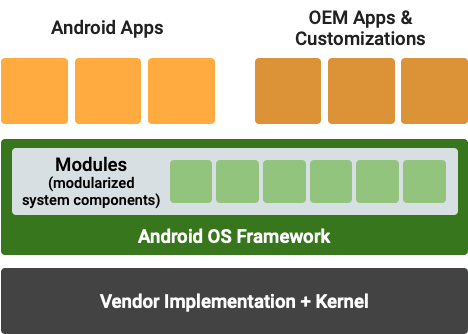 Android Apps
OEM Apps &
Customizations
Modules
(modularized
system components)
Android OS Framework
Vendor Implementation + Kernel